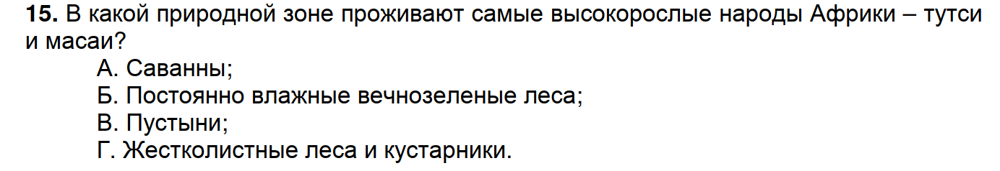 15. В какой природной зоне проживают самые высокорослые народы Африки – тутси
и масаи?
А. Саванны;
Б. Постоянно влажные вечнозеленые леса;
В. Пустыни;
Г. Жестколистные леса и кустарники.